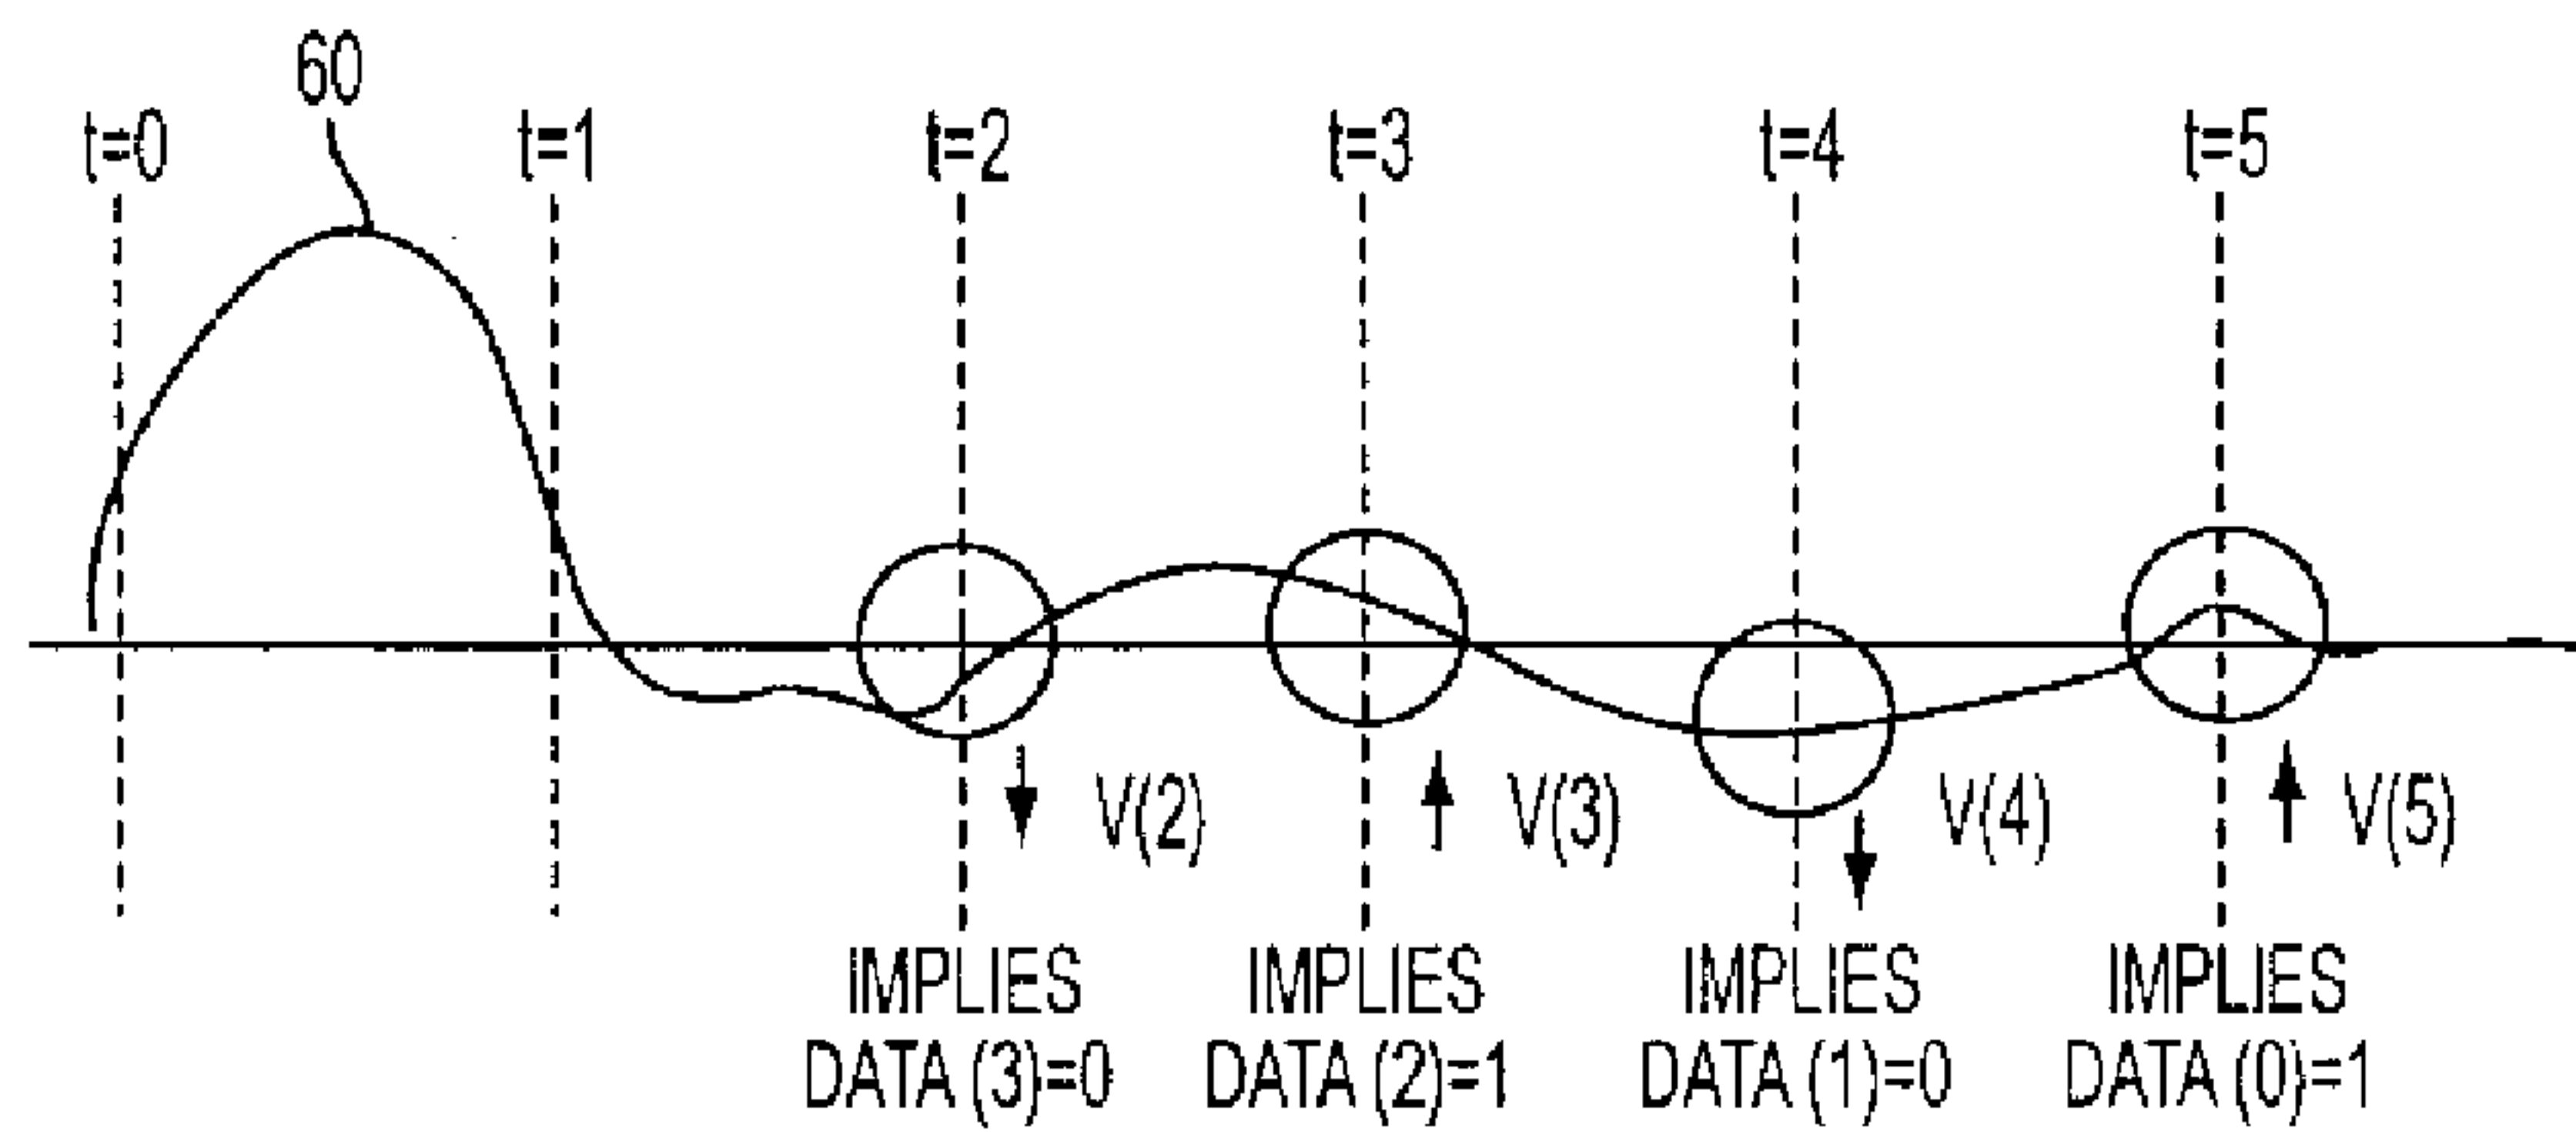 60
t=0 t=1 t=2 t=3 t=4 t=5
V(2) V(3) V(4) V(5)
IMPLIES IMPLIES IMPLIES IMPLIES
DATA (3)=0 DATA (2)=1 DATA (1)=0 DATA (0)=1